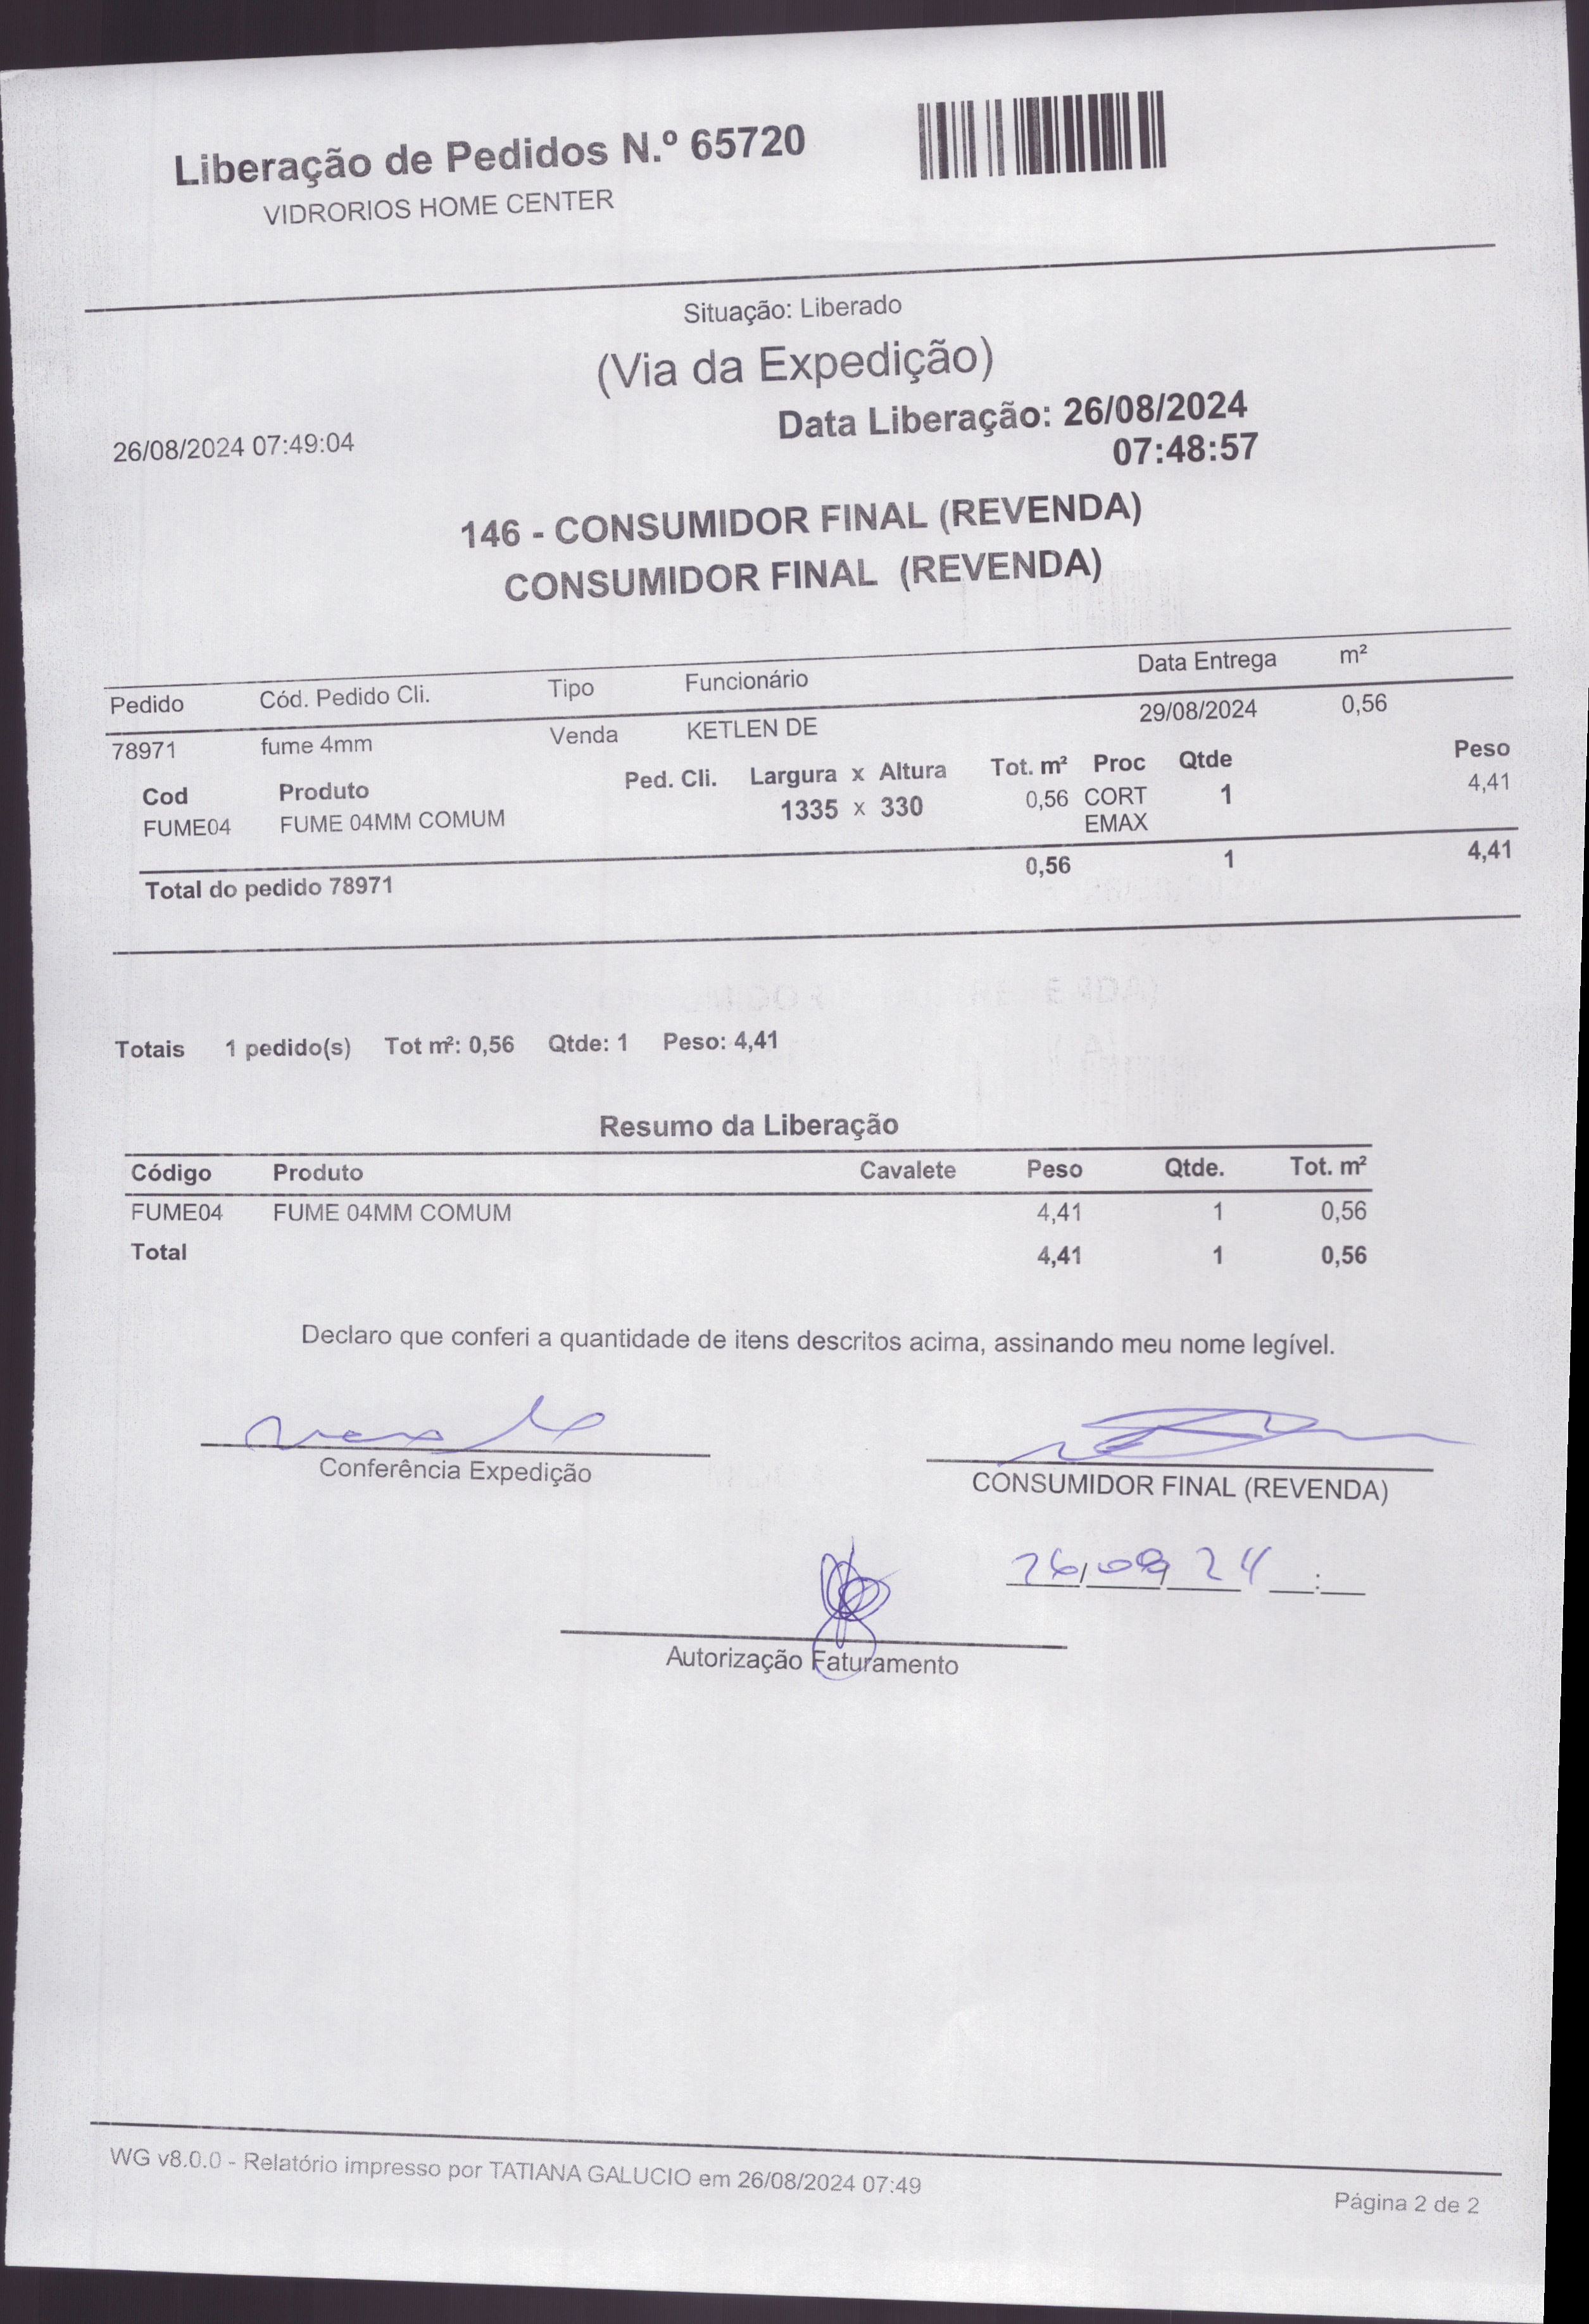 Liberação de Pedidos N.º 65720
VIDRORIOS HOME CENTER
Situação: Liberado
(Via da Expedição)
26/08/2024 07:49:04
Data Liberação: 26/08/2024
07:48:57
146 - CONSUMIDOR FINAL (REVENDA)
CONSUMIDOR FINAL (REVENDA)
Pedido Cód. Pedido Cli. Tipo Funcionário Data Entrega m²
78971 fume 4mm Venda KETLEN DE 29/08/2024 0,56
Cod Produto Ped. Cli. Largura x Altura Tot. m² Proc Qtde Peso
FUME04 FUME 04MM COMUM 1335 x 330 0,56 CORT 1 4,41
EMAX
Total do pedido 78971 0,56 1 4,41
Totais 1 pedido(s) Tot m²: 0,56 Qtde: 1 Peso: 4,41
Resumo da Liberação
Código Produto Cavalete Peso Qtde. Tot. m²
FUME04 FUME 04MM COMUM 4,41 1 0,56
Total 4,41 1 0,56
Declaro que conferi a quantidade de itens descritos acima, assinando meu nome legível.
Conferência Expedição
CONSUMIDOR FINAL (REVENDA)
26/08/24 :
Autorização Faturamento
WG v8.0.0 - Relatório impresso por TATIANA GALUCIO em 26/08/2024 07:49
Página 2 de 2